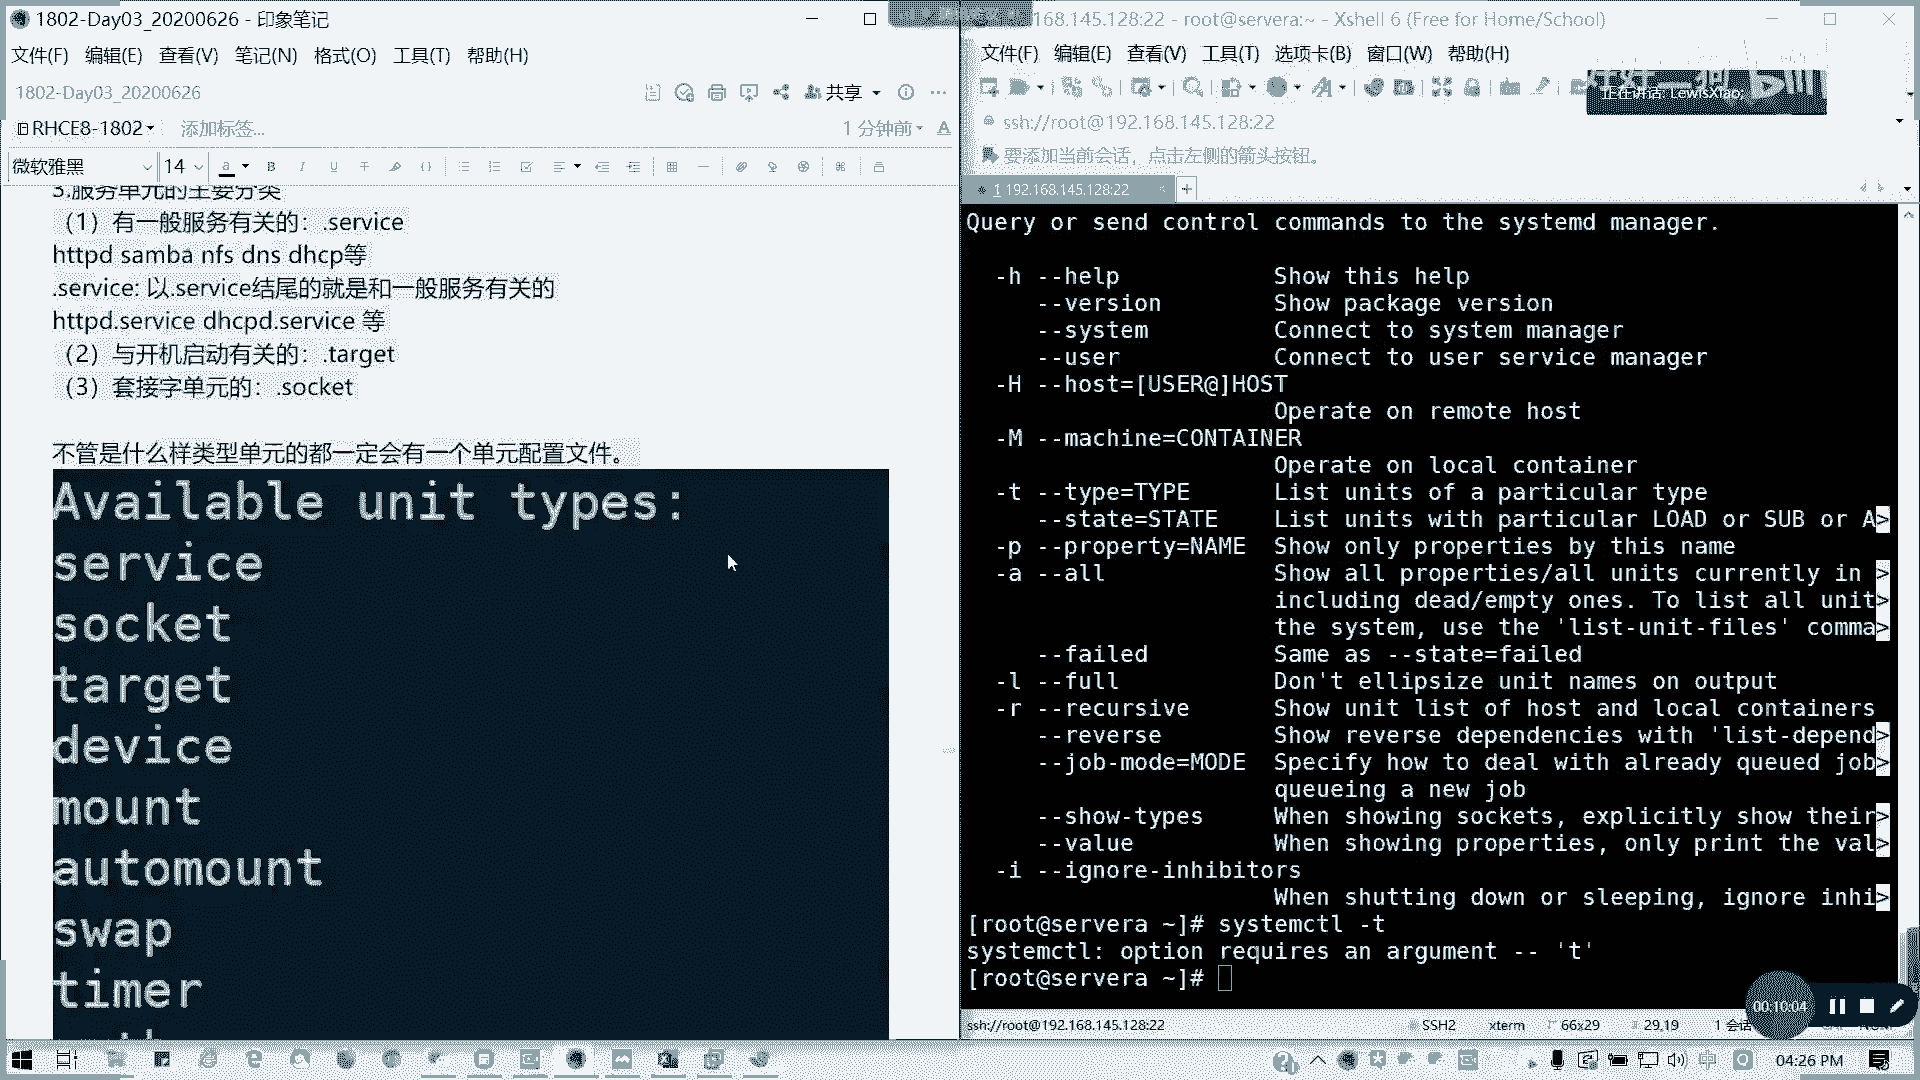 1802-Day03_20200626 - 印象笔记
文件(F) 编辑(E) 查看(V) 笔记(N) 格式(O) 工具(T) 帮助(H)
1802-Day03_20200626
共享
RHCE8-1802
添加标签...
1 分钟前
微软雅黑 14
3.服务单元的主要分类
（1）有一般服务有关的：.service
httpd samba nfs dns dhcp等
.service: 以.service结尾的就是和一般服务有关的
httpd.service dhcpd.service 等
（2）与开机启动有关的：.target
（3）套接字单元的：.socket
不管是什么样类型单元的都一定会有一个单元配置文件。
Available unit types:
service
socket
target
device
mount
automount
swap
timer
168.145.128:22 - root@servera:~ - Xshell 6 (Free for Home/School)
文件(F) 编辑(E) 查看(V) 工具(T) 选项卡(B) 窗口(W) 帮助(H)
正在讲话: LewisXiao;
ssh://root@192.168.145.128:22
要添加当前会话，点击左侧的箭头按钮。
1 192.168.145.128:22
Query or send control commands to the systemd manager.
-h --help Show this help
--version Show package version
--system Connect to system manager
--user Connect to user service manager
-H --host=[USER@]HOST
Operate on remote host
-M --machine=CONTAINER
Operate on local container
-t --type=TYPE List units of a particular type
--state=STATE List units with particular LOAD or SUB or A>
-p --property=NAME Show only properties by this name
-a --all Show all properties/all units currently in >
including dead/empty ones. To list all unit>
the system, use the 'list-unit-files' comma>
--failed Same as --state=failed
-l --full Don't ellipsize unit names on output
-r --recursive Show unit list of host and local containers
--reverse Show reverse dependencies with 'list-depend>
--job-mode=MODE Specify how to deal with already queued job>
queueing a new job
--show-types When showing sockets, explicitly show their>
--value When showing properties, only print the val>
-i --ignore-inhibitors
When shutting down or sleeping, ignore inhi>
[root@servera ~]# systemctl -t
systemctl: option requires an argument -- 't'
[root@servera ~]#
00:10:04
ssh://root@192.168.145.128:22 SSH2 xterm 66x29 29,19 1 会话
04:26 PM